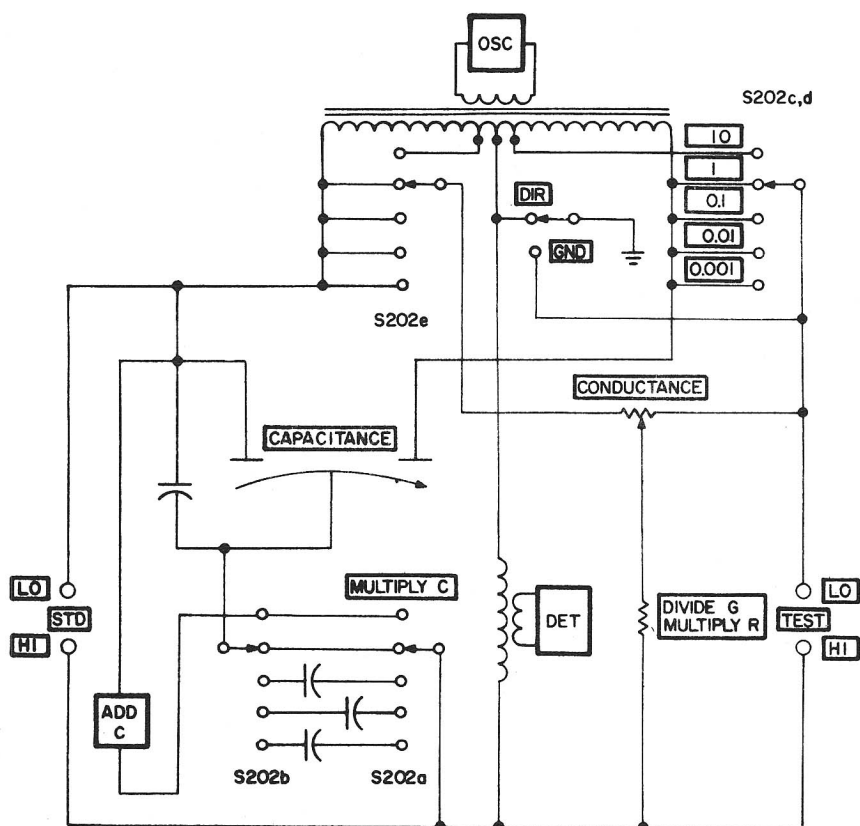 OSC
S202c,d
10
1
DIR
0.1
0.01
GND
0.001
S202e
CONDUCTANCE
CAPACITANCE
MULTIPLY C
LO
STD
HI
DET
DIVIDE G
MULTIPLY R
LO
TEST
HI
ADD
C
S202b
S202a